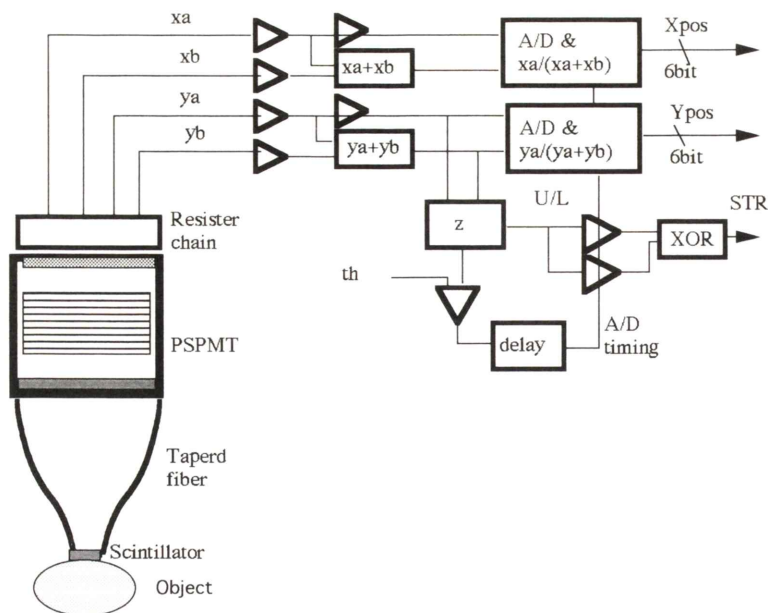 xa
xb
ya
yb
xa+xb
ya+yb
A/D &
xa/(xa+xb)
A/D &
ya/(ya+yb)
Xpos
6bit
Ypos
6bit
Resister
chain
z
U/L
STR
XOR
th
delay
A/D
timing
PSPMT
Taperd
fiber
Scintillator
Object